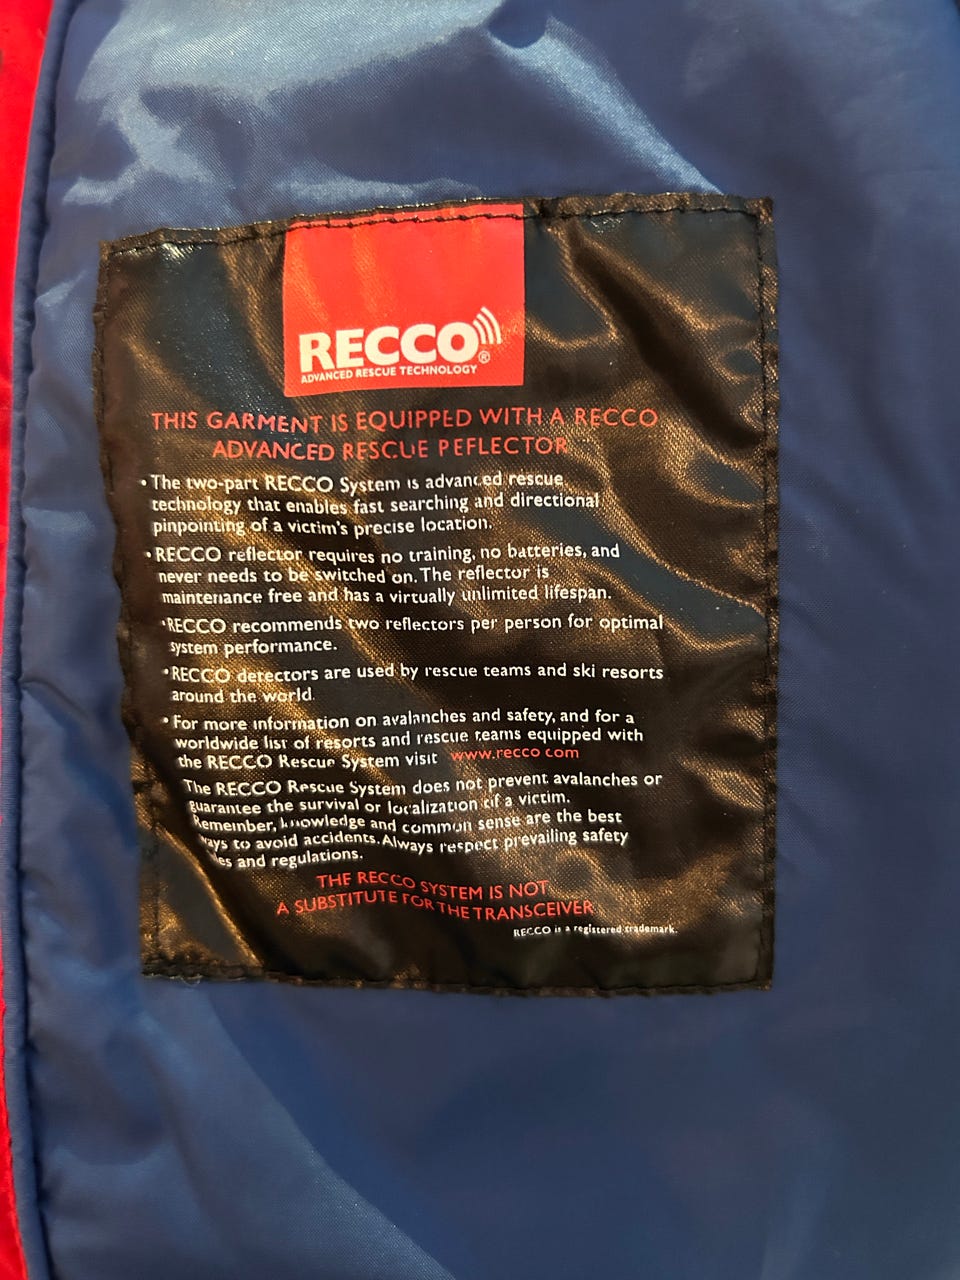 RECCO®
ADVANCED RESCUE TECHNOLOGY
THIS GARMENT IS EQUIPPED WITH A RECCO
ADVANCED RESCUE REFLECTOR
• The two-part RECCO System is advanced rescue
technology that enables fast searching and directional
pinpointing of a victim's precise location.
• RECCO reflector requires no training, no batteries, and
never needs to be switched on. The reflector is
maintenance free and has a virtually unlimited lifespan.
• RECCO recommends two reflectors per person for optimal
system performance.
• RECCO detectors are used by rescue teams and ski resorts
around the world.
• For more information on avalanches and safety, and for a
worldwide list of resorts and rescue teams equipped with
the RECCO Rescue System visit www.recco.com
The RECCO Rescue System does not prevent avalanches or
guarantee the survival or localization of a victim.
Remember, knowledge and common sense are the best
ways to avoid accidents. Always respect prevailing safety
rules and regulations.
THE RECCO SYSTEM IS NOT
A SUBSTITUTE FOR THE TRANSCEIVER
RECCO is a registered trademark.